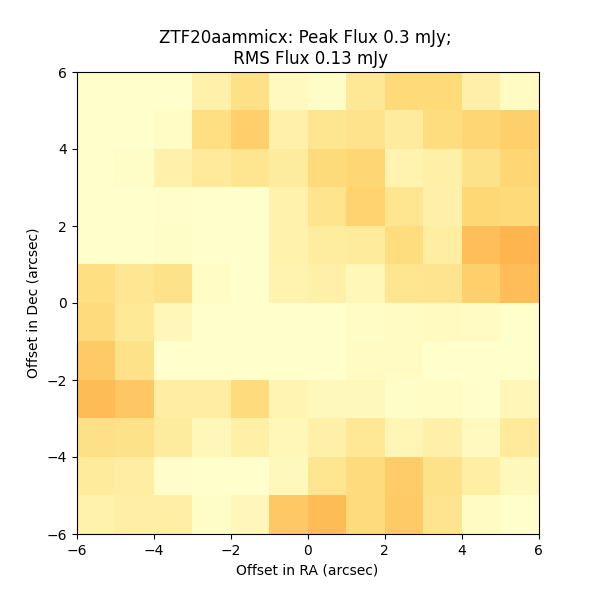 ZTF20aammicx: Peak Flux 0.3 mJy;
RMS Flux 0.13 mJy
6
4
2
0
−2
−4
−6
Offset in Dec (arcsec)
−6 −4 −2 0 2 4 6
Offset in RA (arcsec)